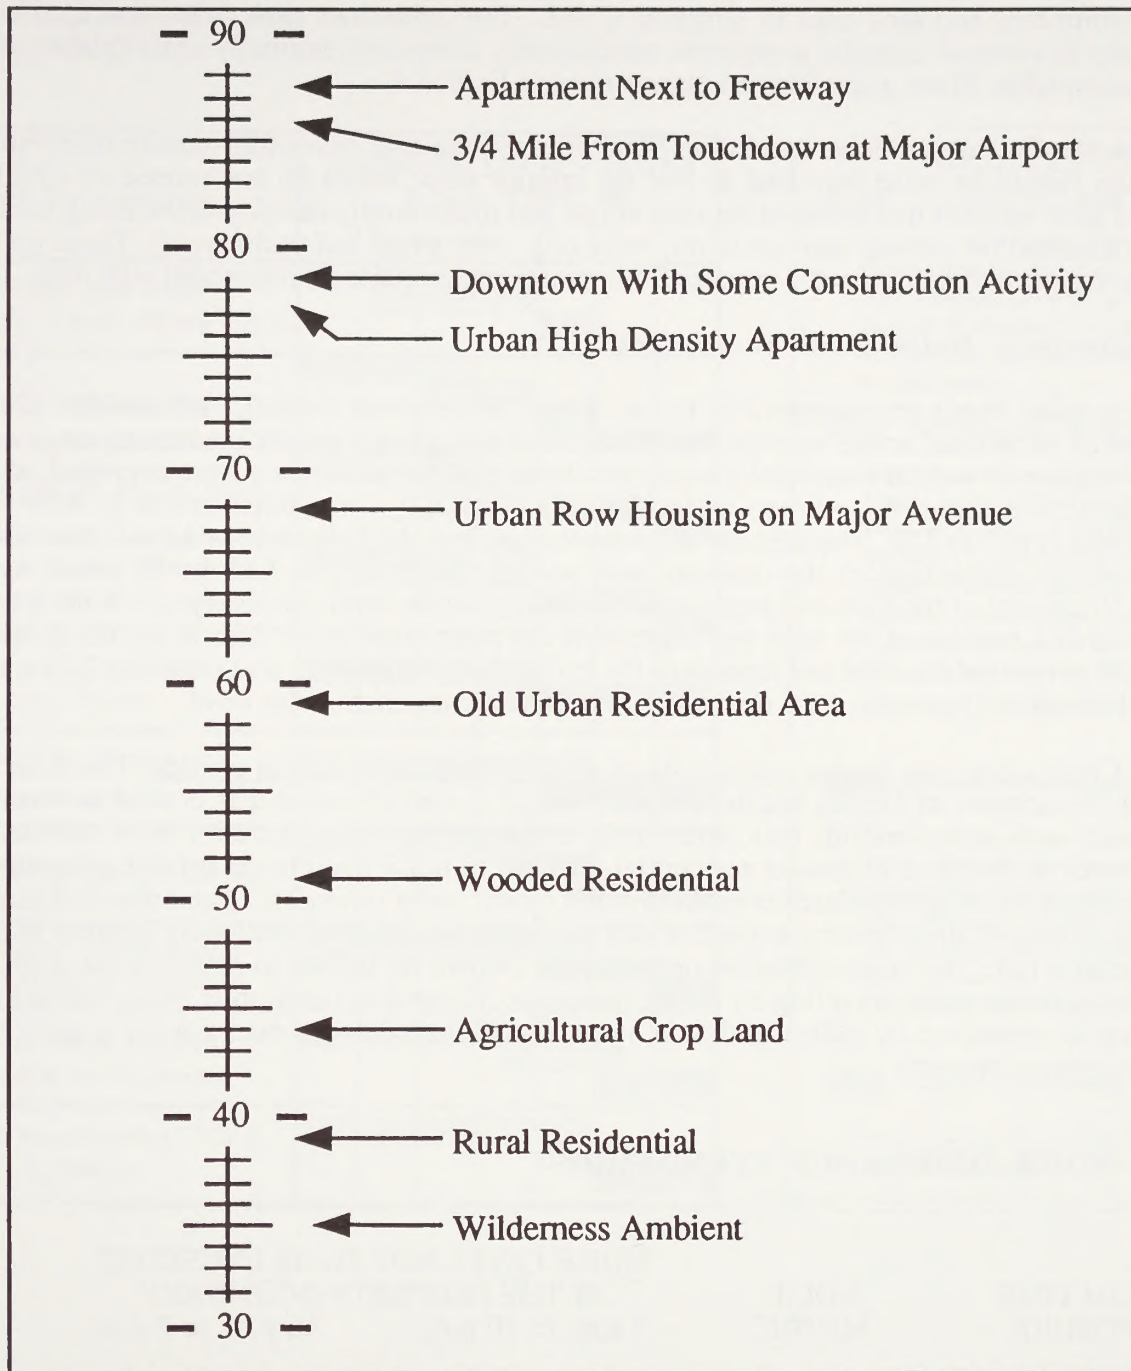 90
Apartment Next to Freeway
3/4 Mile From Touchdown at Major Airport
80
Downtown With Some Construction Activity
Urban High Density Apartment
70
Urban Row Housing on Major Avenue
60
Old Urban Residential Area
Wooded Residential
50
Agricultural Crop Land
40
Rural Residential
Wilderness Ambient
30